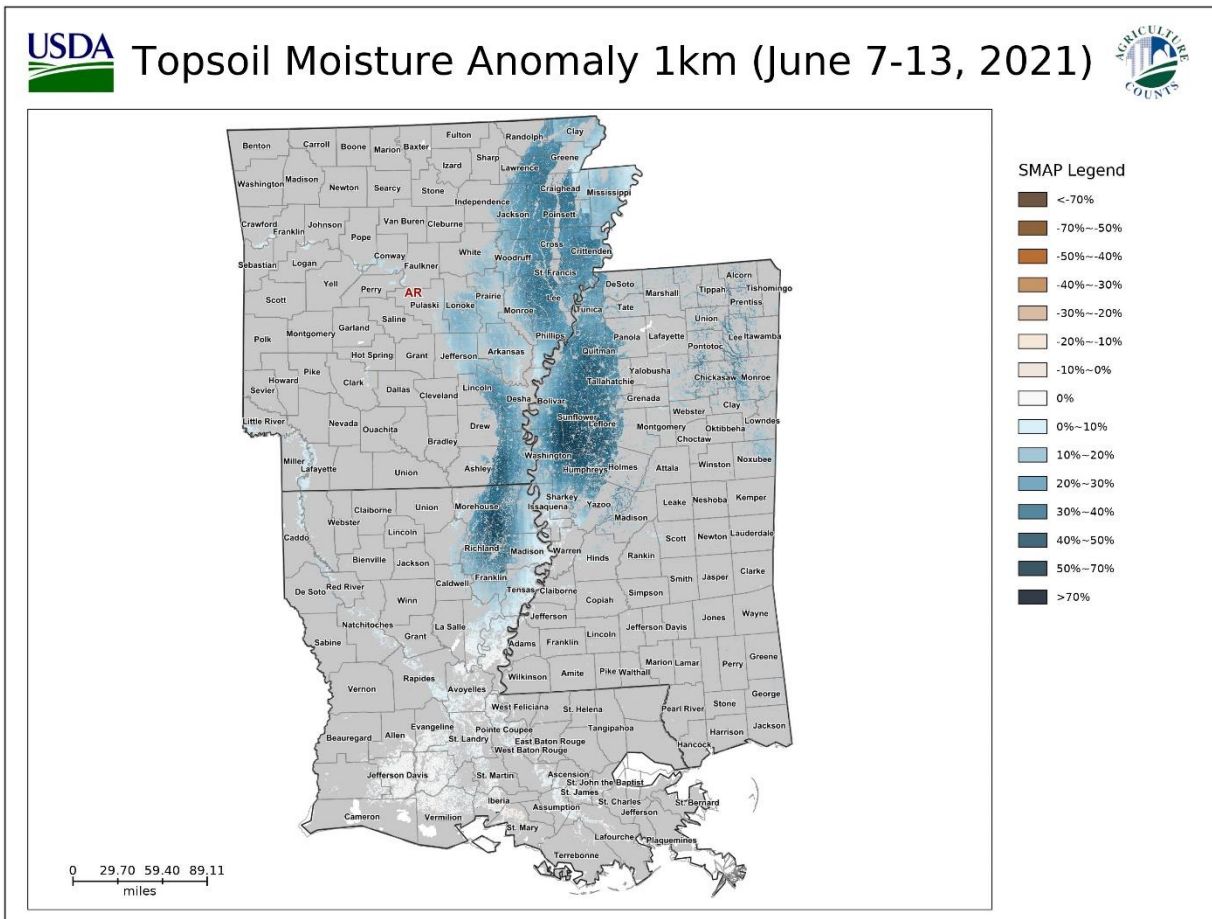 USDA
Topsoil Moisture Anomaly 1km (June 7-13, 2021)
AGRICULTURE
COUNTS
SMAP Legend
<-70%
-70%~-50%
-50%~-40%
-40%~-30%
-30%~-20%
-20%~-10%
-10%~0%
0%
0%~10%
10%~20%
20%~30%
30%~40%
40%~50%
50%~70%
>70%
Benton
Carroll
Boone
Marion
Baxter
Fulton
Randolph
Clay
Sharp
Izard
Lawrence
Greene
Washington
Madison
Newton
Searcy
Stone
Independence
Craighead
Mississippi
Jackson
Poinsett
Crawford
Franklin
Johnson
Pope
Van Buren
Cleburne
Cross
Crittenden
Sebastian
Logan
Conway
Faulkner
White
Woodruff
St. Francis
Scott
Yell
Perry
AR
Pulaski
Lonoke
Prairie
Monroe
Lee
Polk
Montgomery
Garland
Saline
Hot Spring
Grant
Jefferson
Arkansas
Phillips
Howard
Pike
Clark
Dallas
Cleveland
Lincoln
Desha
Sevier
Little River
Nevada
Ouachita
Bradley
Drew
Miller
Lafayette
Union
Ashley
DeSoto
Marshall
Tippah
Alcorn
Tishomingo
Prentiss
Tunica
Tate
Union
Panola
Lafayette
Pontotoc
Lee
Itawamba
Quitman
Yalobusha
Chickasaw
Monroe
Tallahatchie
Grenada
Bolivar
Sunflower
Leflore
Webster
Clay
Montgomery
Oktibbeha
Lowndes
Choctaw
Washington
Humphreys
Holmes
Attala
Winston
Noxubee
Sharkey
Issaquena
Yazoo
Madison
Leake
Neshoba
Kemper
Warren
Hinds
Rankin
Scott
Newton
Lauderdale
Claiborne
Copiah
Simpson
Smith
Jasper
Clarke
Jefferson
Adams
Franklin
Lincoln
Jefferson Davis
Jones
Wayne
Wilkinson
Amite
Pike
Walthall
Marion
Lamar
Perry
Greene
Pearl River
Stone
George
Hancock
Harrison
Jackson
Caddo
Webster
Claiborne
Union
Morehouse
Lincoln
Bienville
Jackson
Richland
Madison
De Soto
Red River
Caldwell
Franklin
Tensas
Winn
Natchitoches
Grant
La Salle
Sabine
Vernon
Rapides
Avoyelles
West Feliciana
St. Helena
Tangipahoa
Beauregard
Allen
Evangeline
St. Landry
Pointe Coupee
East Baton Rouge
West Baton Rouge
Jefferson Davis
St. Martin
Ascension
St. John the Baptist
St. James
Iberia
Assumption
St. Charles
St. Bernard
Jefferson
Cameron
Vermilion
St. Mary
Lafourche
Plaquemines
Terrebonne
0 29.70 59.40 89.11
miles